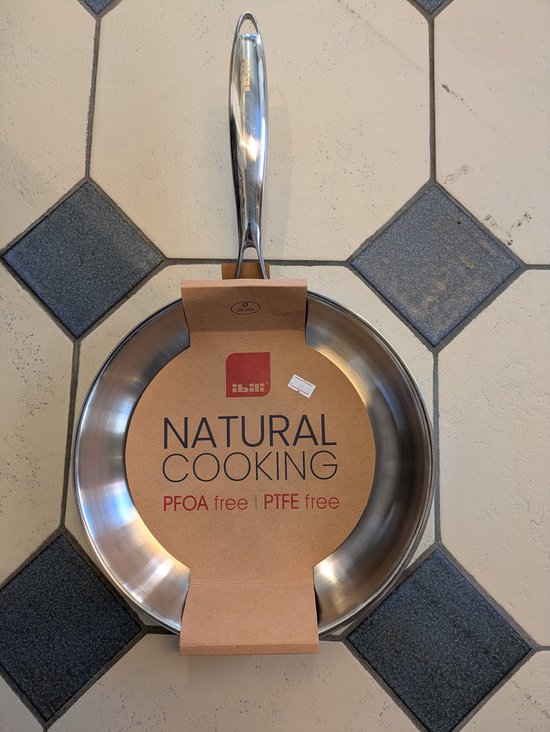 ibili
NATURAL
COOKING
PFOA free | PTFE free